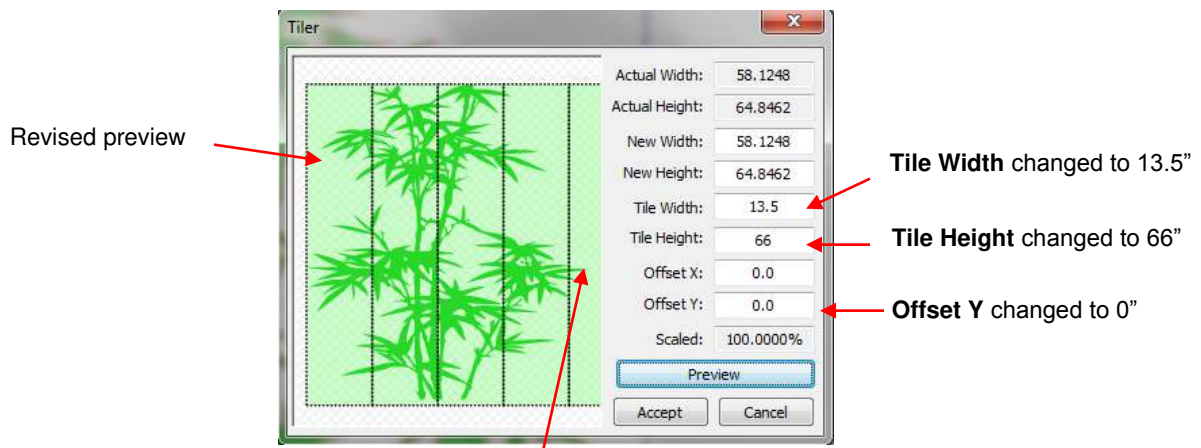 Tiler
Actual Width: 58.1248
Actual Height: 64.8462
New Width: 58.1248
New Height: 64.8462
Tile Width: 13.5
Tile Height: 66
Offset X: 0.0
Offset Y: 0.0
Scaled: 100.0000%
Preview
Accept Cancel
Revised preview
Tile Width changed to 13.5”
Tile Height changed to 66”
Offset Y changed to 0”